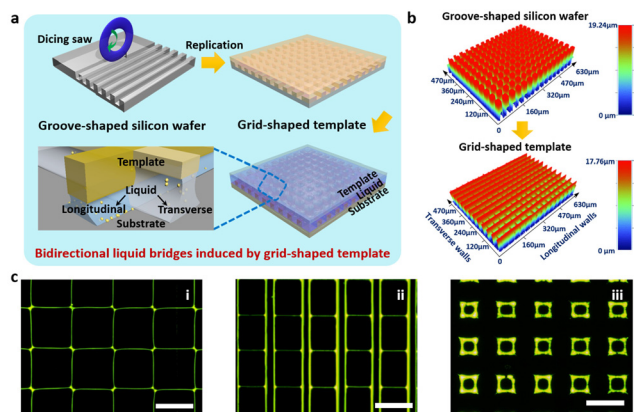 a
Dicing saw
Replication
Groove-shaped silicon wafer
Grid-shaped template
Template
Liquid
Longitudinal
Transverse
Substrate
Template
Liquid
Substrate
Bidirectional liquid bridges induced by grid-shaped template
b
Groove-shaped silicon wafer
19.24μm
0 μm
470μm
360μm
240μm
120μm
0
160μm
320μm
470μm
630μm
Grid-shaped template
17.76μm
0 μm
470μm
360μm
240μm
120μm
0
160μm
320μm
470μm
630μm
Transverse walls
Longitudinal walls
c
i
ii
iii